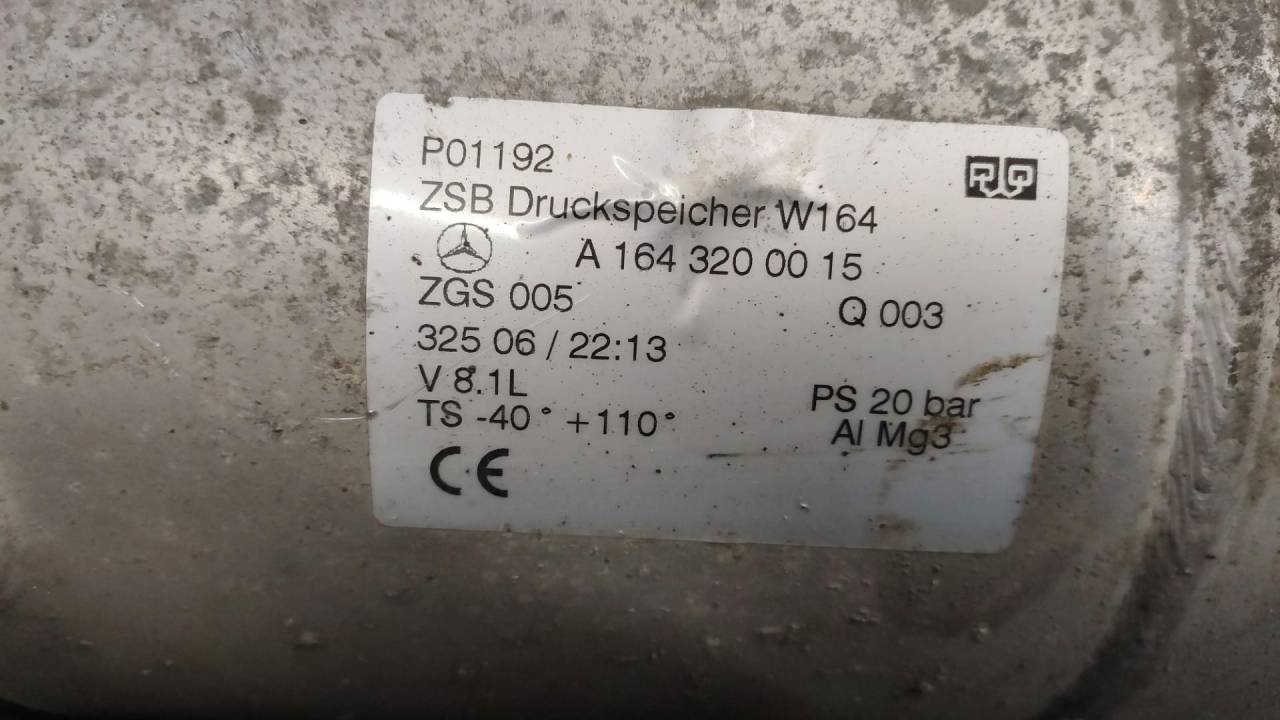 P01192
ZSB Druckspeicher W164
A 164 320 00 15
ZGS 005
Q 003
325 06 / 22:13
V 8.1L
PS 20 bar
TS -40° +110°
Al Mg3
CE